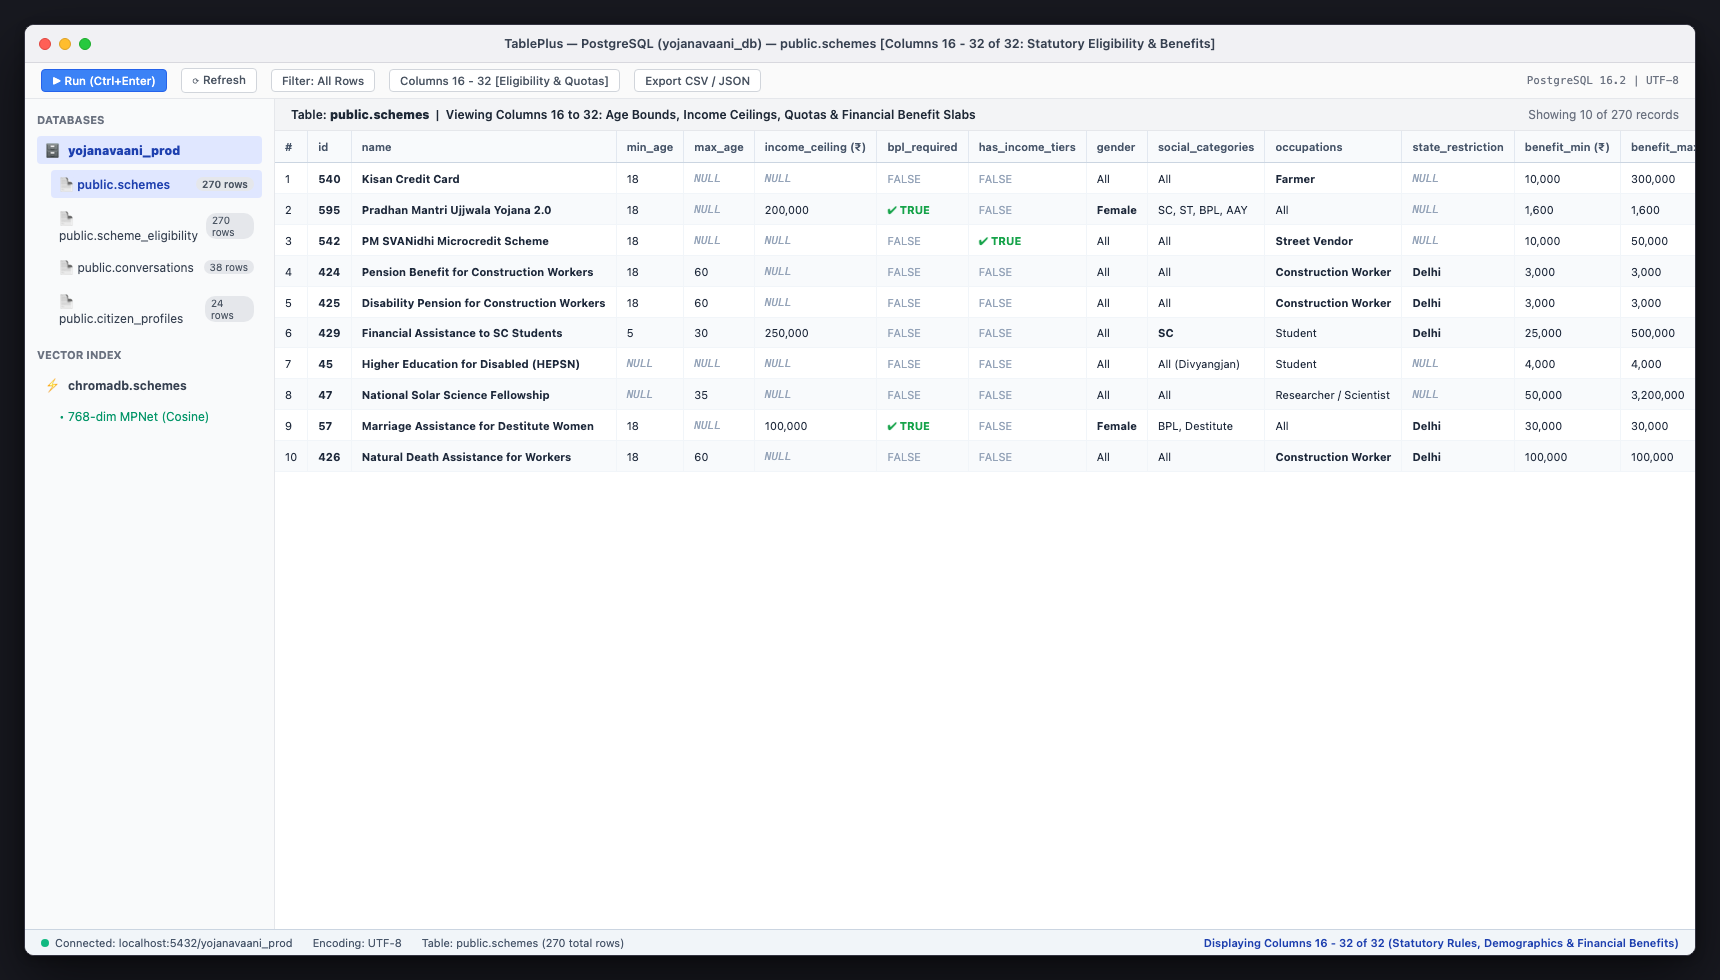 TablePlus — PostgreSQL (yojanavaani_db) — public.schemes [Columns 16 - 32 of 32: Statutory Eligibility & Benefits]
▶ Run (Ctrl+Enter) ⟳ Refresh Filter: All Rows Columns 16 - 32 [Eligibility & Quotas] Export CSV / JSON PostgreSQL 16.2 | UTF-8
DATABASES
yojanavaani_prod
public.schemes 270 rows
public.scheme_eligibility 270 rows
public.conversations 38 rows
public.citizen_profiles 24 rows
VECTOR INDEX
⚡ chromadb.schemes
• 768-dim MPNet (Cosine)
Table: public.schemes | Viewing Columns 16 to 32: Age Bounds, Income Ceilings, Quotas & Financial Benefit Slabs Showing 10 of 270 records
# id name min_age max_age income_ceiling (₹) bpl_required has_income_tiers gender social_categories occupations state_restriction benefit_min (₹) benefit_ma
1 540 Kisan Credit Card 18 NULL NULL FALSE FALSE All All Farmer NULL 10,000 300,000
2 595 Pradhan Mantri Ujjwala Yojana 2.0 18 NULL 200,000 ✔ TRUE FALSE Female SC, ST, BPL, AAY All NULL 1,600 1,600
3 542 PM SVANidhi Microcredit Scheme 18 NULL NULL FALSE ✔ TRUE All All Street Vendor NULL 10,000 50,000
4 424 Pension Benefit for Construction Workers 18 60 NULL FALSE FALSE All All Construction Worker Delhi 3,000 3,000
5 425 Disability Pension for Construction Workers 18 60 NULL FALSE FALSE All All Construction Worker Delhi 3,000 3,000
6 429 Financial Assistance to SC Students 5 30 250,000 FALSE FALSE All SC Student Delhi 25,000 500,000
7 45 Higher Education for Disabled (HEPSN) NULL NULL NULL FALSE FALSE All All (Divyangjan) Student NULL 4,000 4,000
8 47 National Solar Science Fellowship NULL 35 NULL FALSE FALSE All All Researcher / Scientist NULL 50,000 3,200,000
9 57 Marriage Assistance for Destitute Women 18 NULL 100,000 ✔ TRUE FALSE Female BPL, Destitute All Delhi 30,000 30,000
10 426 Natural Death Assistance for Workers 18 60 NULL FALSE FALSE All All Construction Worker Delhi 100,000 100,000
Connected: localhost:5432/yojanavaani_prod Encoding: UTF-8 Table: public.schemes (270 total rows) Displaying Columns 16 - 32 of 32 (Statutory Rules, Demographics & Financial Benefits)